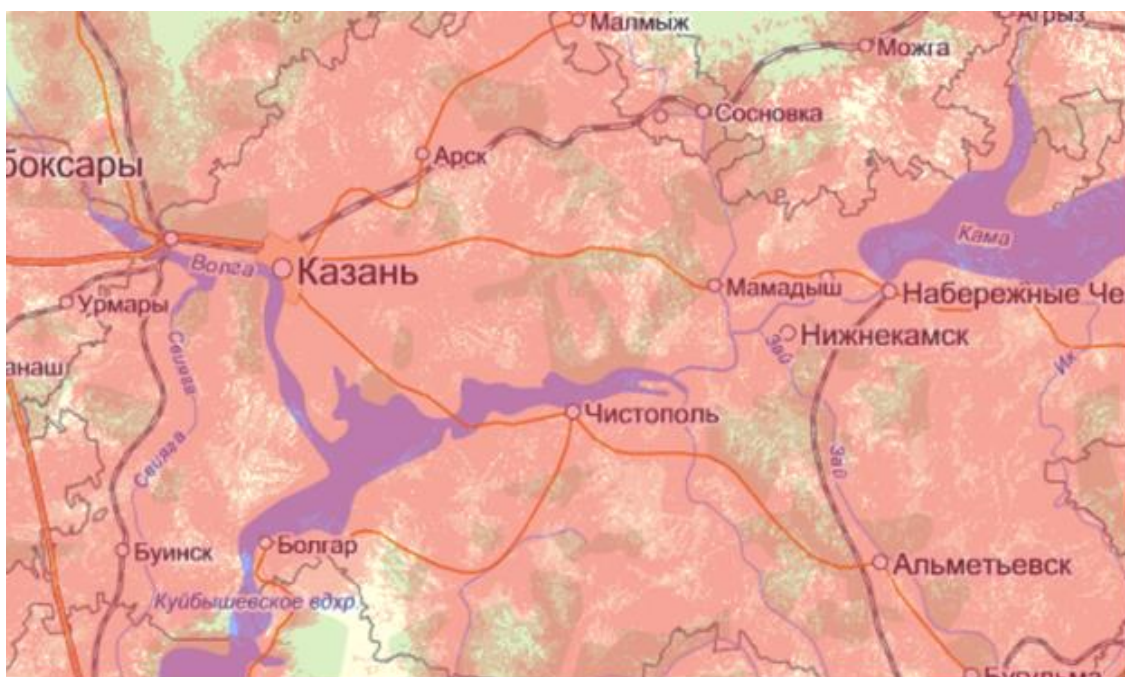 Малмыж
Агрыз
Можга
Сосновка
боксары
Арск
Кама
Волга
Казань
Мамадыш
Набережные Че
Урмары
Нижнекамск
Свияга
Зай
Ик
анаш
Чистополь
Свияга
Зай
Болгар
Буинск
Альметьевск
Куйбышевское вдхр.
Бугульма